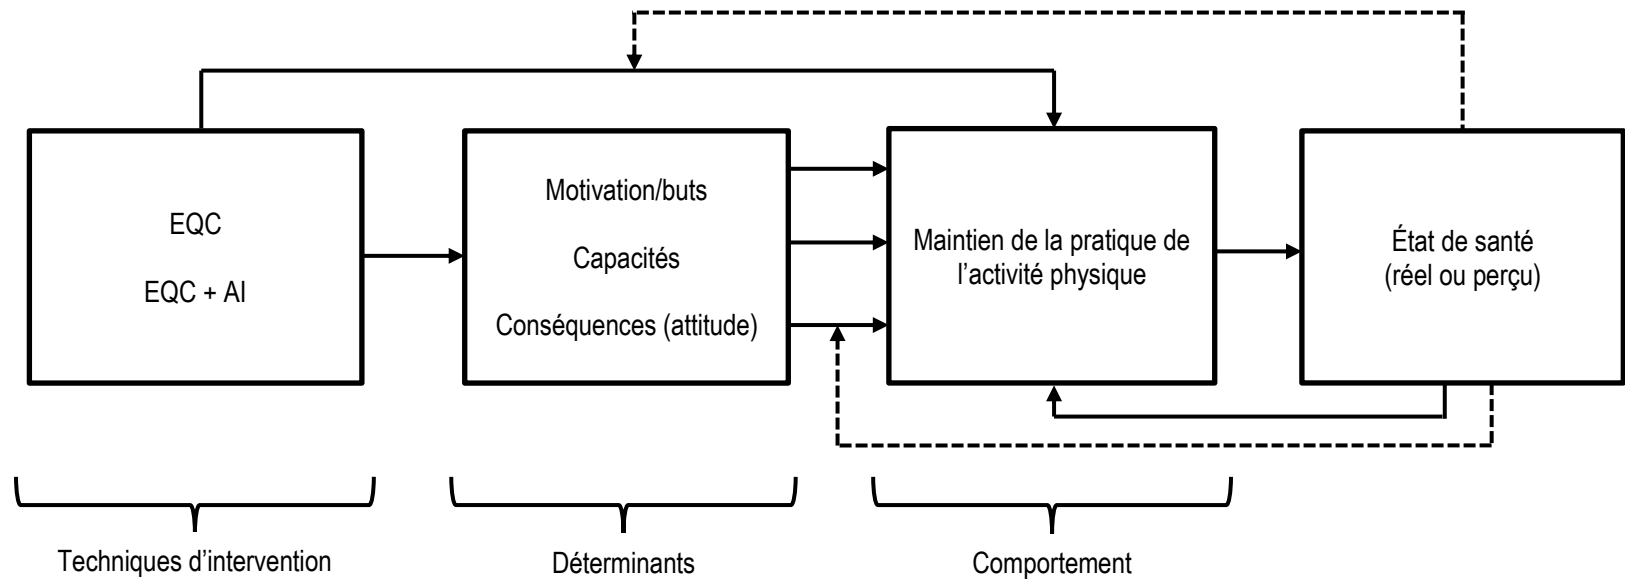 EQC
EQC + AI
Motivation/buts
Capacités
Conséquences (attitude)
Maintien de la pratique de
l’activité physique
État de santé
(réel ou perçu)
Techniques d’intervention
Déterminants
Comportement